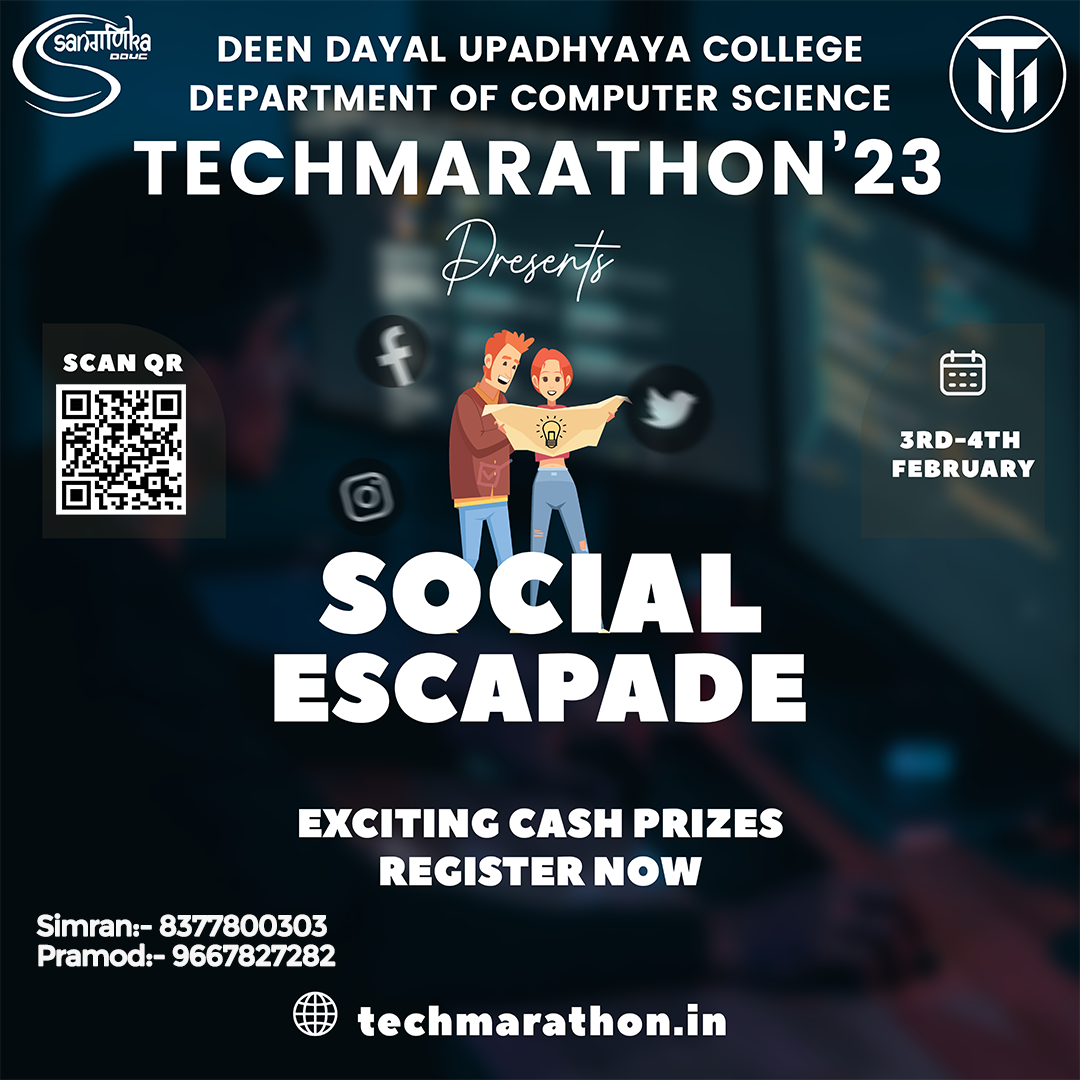 DEEN DAYAL UPADHYAYA COLLEGE
DEPARTMENT OF COMPUTER SCIENCE
TECHMARATHON’23
Presents
SCAN QR
3RD-4TH
FEBRUARY
SOCIAL
ESCAPADE
EXCITING CASH PRIZES
REGISTER NOW
Simran:- 8377800303
Pramod:- 9667827282
techmarathon.in